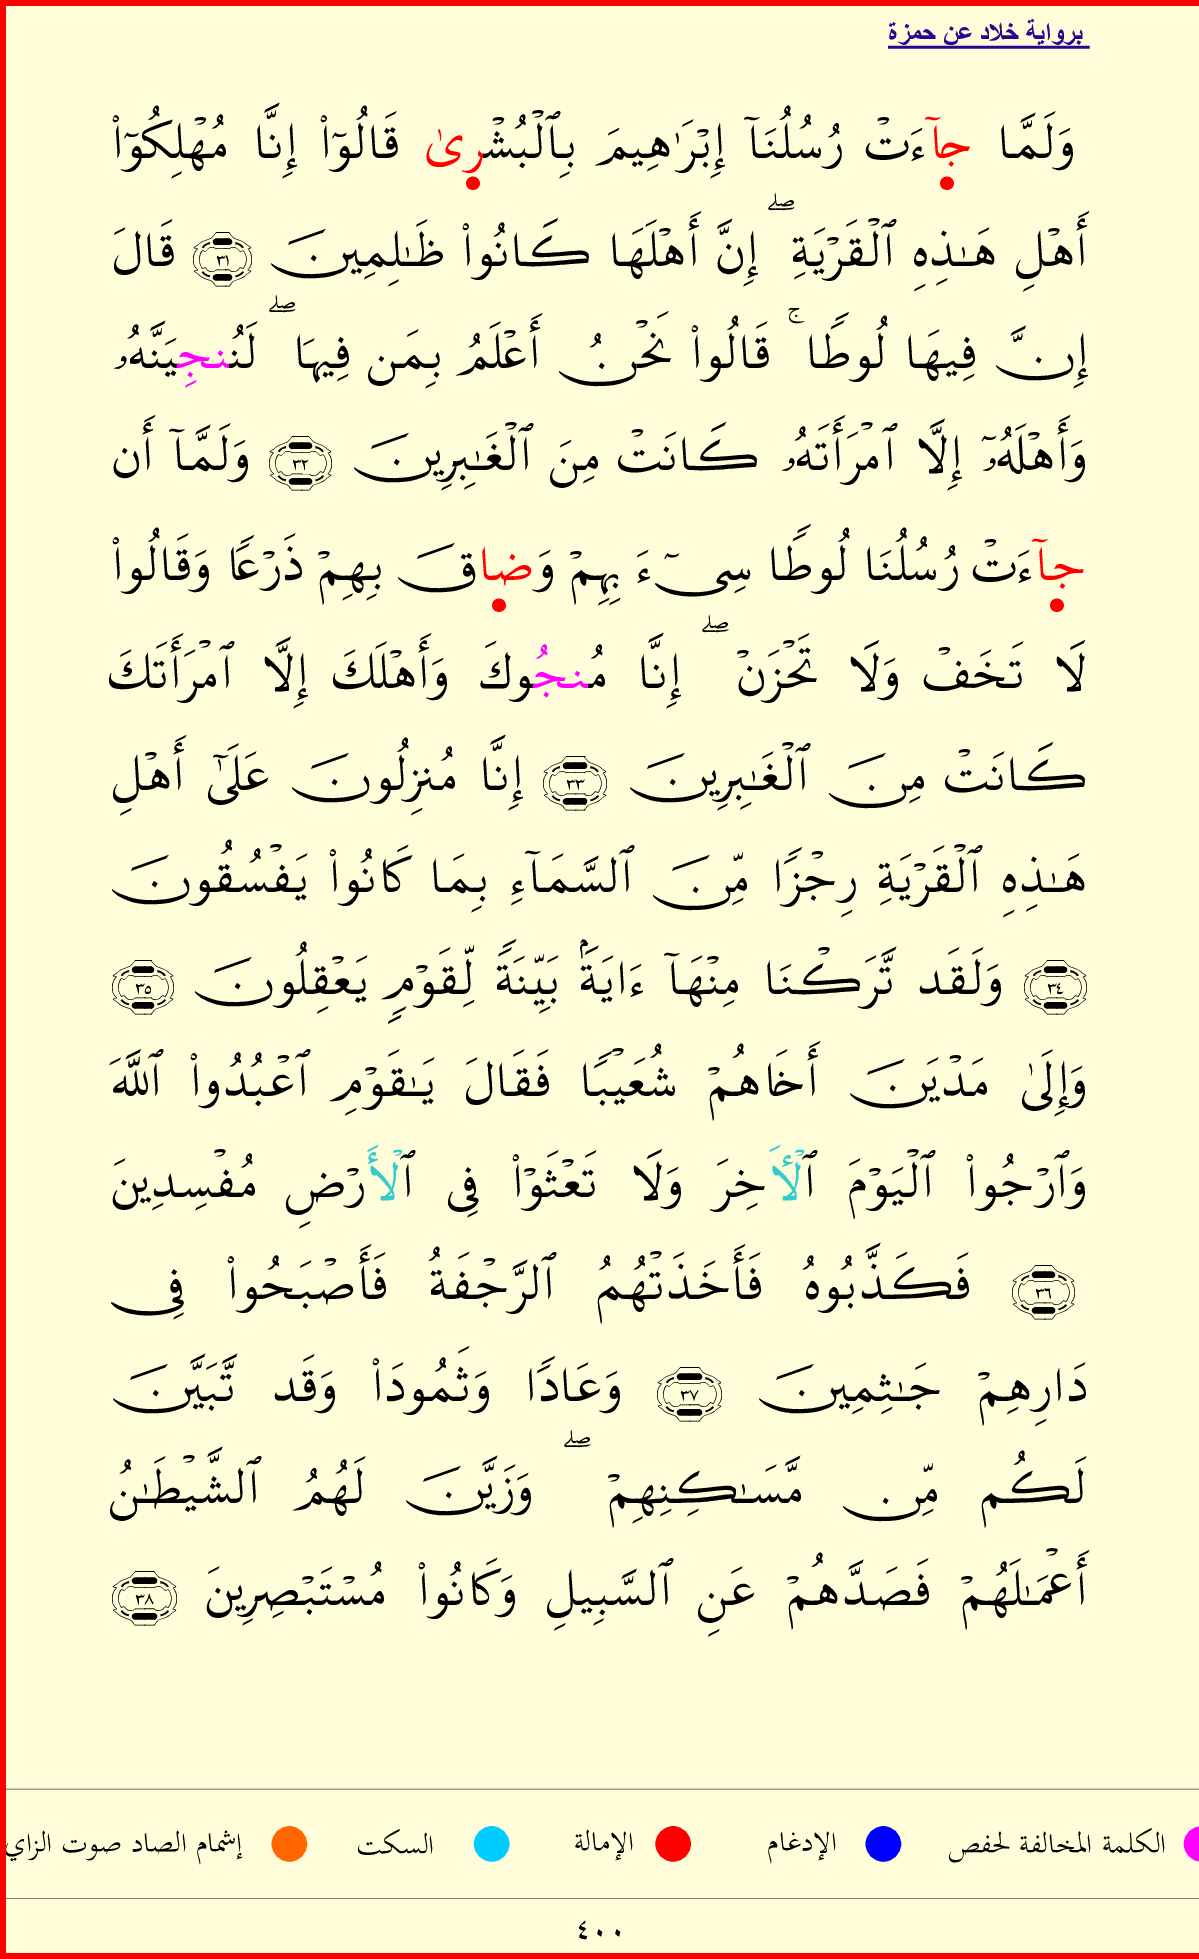 برواية خلاد عن حمزة
وَلَمَّا جَآءَتْ رُسُلُنَآ إِبْرَٰهِيمَ بِٱلْبُشْرِىٰ قَالُوٓا۟ إِنَّا مُهْلِكُوٓا۟
أَهْلِ هَـٰذِهِ ٱلْقَرْيَةِ ۖ إِنَّ أَهْلَهَا كَانُوا۟ ظَـٰلِمِينَ ٣١ قَالَ
إِنَّ فِيهَا لُوطًا ۚ قَالُوا۟ نَحْنُ أَعْلَمُ بِمَن فِيهَا ۖ لَنُنجِيَنَّهُۥ
وَأَهْلَهُۥٓ إِلَّا ٱمْرَأَتَهُۥ كَانَتْ مِنَ ٱلْغَـٰبِرِينَ ٣٢ وَلَمَّآ أَن
جَآءَتْ رُسُلُنَا لُوطًا سِىٓءَ بِهِمْ وَضَاقَ بِهِمْ ذَرْعًا وَقَالُوا۟
لَا تَخَفْ وَلَا تَحْزَنْ ۖ إِنَّا مُنجُوكَ وَأَهْلَكَ إِلَّا ٱمْرَأَتَكَ
كَانَتْ مِنَ ٱلْغَـٰبِرِينَ ٣٣ إِنَّا مُنزِلُونَ عَلَىٰٓ أَهْلِ
هَـٰذِهِ ٱلْقَرْيَةِ رِجْزًا مِّنَ ٱلسَّمَآءِ بِمَا كَانُوا۟ يَفْسُقُونَ
٣٤ وَلَقَد تَّرَكْنَا مِنْهَآ ءَايَةًۢ بَيِّنَةً لِّقَوْمٍ يَعْقِلُونَ ٣٥
وَإِلَىٰ مَدْيَنَ أَخَاهُمْ شُعَيْبًا فَقَالَ يَـٰقَوْمِ ٱعْبُدُوا۟ ٱللَّهَ
وَٱرْجُوا۟ ٱلْيَوْمَ ٱلْـَٔاخِرَ وَلَا تَعْثَوْا۟ فِى ٱلْأَرْضِ مُفْسِدِينَ
٣٦ فَكَذَّبُوهُ فَأَخَذَتْهُمُ ٱلرَّجْفَةُ فَأَصْبَحُوا۟ فِى
دَارِهِمْ جَـٰثِمِينَ ٣٧ وَعَادًا وَثَمُودَا۟ وَقَد تَّبَيَّنَ
لَكُم مِّن مَّسَـٰكِنِهِمْ ۖ وَزَيَّنَ لَهُمُ ٱلشَّيْطَـٰنُ
أَعْمَـٰلَهُمْ فَصَدَّهُمْ عَنِ ٱلسَّبِيلِ وَكَانُوا۟ مُسْتَبْصِرِينَ ٣٨
الكلمة المخالفة لحفص الإدغام الإمالة السكت إشمام الصاد صوت الزاي
٤٠٠